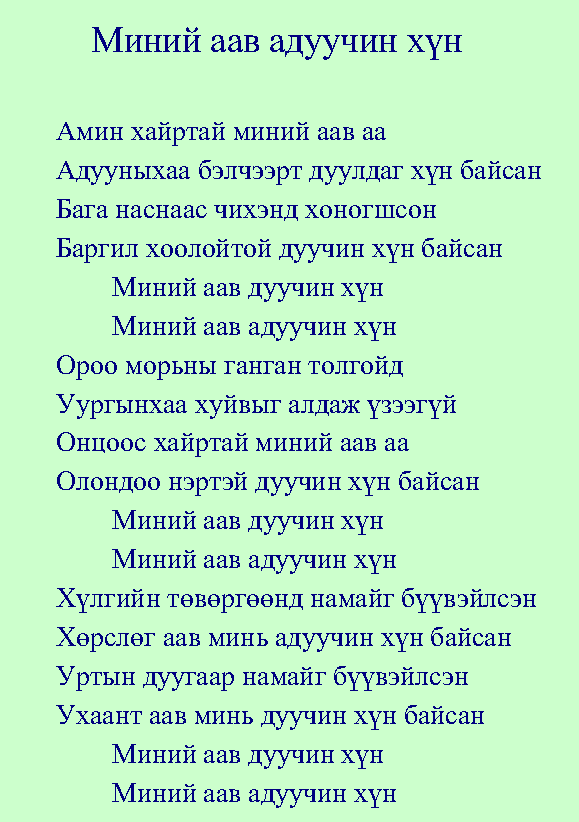 Миний аав адуучин хүн
Амин хайртай миний аав аа
Адууныхаа бэлчээрт дуулдаг хүн байсан
Бага наснаас чихэнд хоногшсон
Баргил хоолойтой дуучин хүн байсан
Миний аав дуучин хүн
Миний аав адуучин хүн
Ороо морьны ганган толгойд
Уургынхаа хуйвыг алдаж үзээгүй
Онцоос хайртай миний аав аа
Олондоо нэртэй дуучин хүн байсан
Миний аав дуучин хүн
Миний аав адуучин хүн
Хүлгийн төвөргөөнд намайг бүүвэйлсэн
Хөрслөг аав минь адуучин хүн байсан
Уртын дуугаар намайг бүүвэйлсэн
Ухаант аав минь дуучин хүн байсан
Миний аав дуучин хүн
Миний аав адуучин хүн